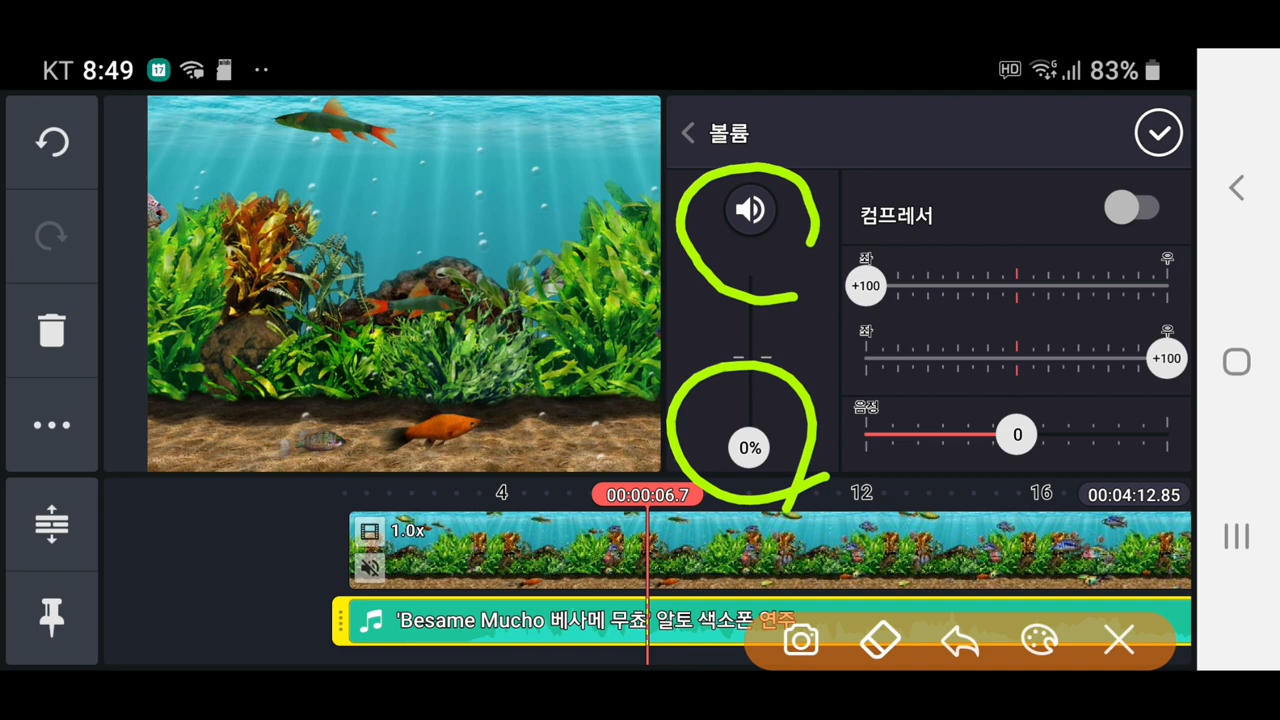 KT 8:49 17 HD 6 83%
볼륨
컴프레서
좌 우
+100
좌 우
+100
음정
0%
0
4 00:00:06.7 12 16 00:04:12.85
1.0x
'Besame Mucho 베사메 무쵸' 알토 색소폰 연주